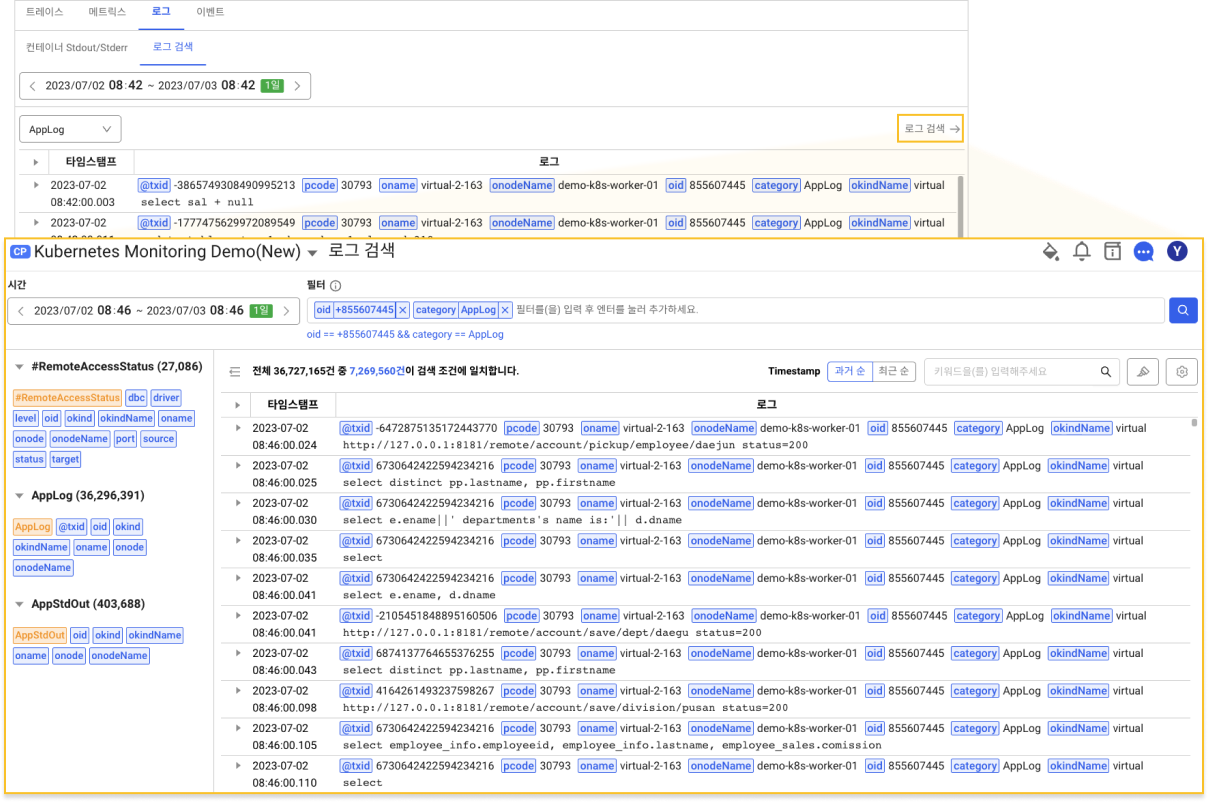 트레이스 메트릭스 로그 이벤트
컨테이너 Stdout/Stderr 로그 검색
2023/07/02 08:42 ~ 2023/07/03 08:42 1일
AppLog 로그 검색 →
타임스탬프 로그
2023-07-02 @txid -3865749308490995213 pcode 30793 oname virtual-2-163 onodeName demo-k8s-worker-01 oid 855607445 category AppLog okindName virtual
08:42:00.003 select sal + null
2023-07-02 @txid -1777475629972089549 pcode 30793 oname virtual-2-163 onodeName demo-k8s-worker-01 oid 855607445 category AppLog okindName virtual
CP Kubernetes Monitoring Demo(New) 로그 검색 Y
시간 필터
2023/07/02 08:46 ~ 2023/07/03 08:46 1일 oid +855607445 × category AppLog × 필터를(을) 입력 후 엔터를 눌러 추가하세요.
oid == +855607445 && category == AppLog
#RemoteAccessStatus (27,086)
#RemoteAccessStatus dbc driver
level oid okind okindName oname
onode onodeName port source
status target
AppLog (36,296,391)
AppLog @txid oid okind
okindName oname onode
onodeName
AppStdOut (403,688)
AppStdOut oid okind okindName
oname onode onodeName
전체 36,727,165건 중 7,269,560건이 검색 조건에 일치합니다. Timestamp 과거 순 최근 순 키워드을(를) 입력해주세요
타임스탬프 로그
2023-07-02 @txid -6472875135172443770 pcode 30793 oname virtual-2-163 onodeName demo-k8s-worker-01 oid 855607445 category AppLog okindName virtual
08:46:00.024 http://127.0.0.1:8181/remote/account/pickup/employee/daejun status=200
2023-07-02 @txid 6730642422594234216 pcode 30793 oname virtual-2-163 onodeName demo-k8s-worker-01 oid 855607445 category AppLog okindName virtual
08:46:00.025 select distinct pp.lastname, pp.firstname
2023-07-02 @txid 6730642422594234216 pcode 30793 oname virtual-2-163 onodeName demo-k8s-worker-01 oid 855607445 category AppLog okindName virtual
08:46:00.030 select e.ename||' departments's name is:'|| d.dname
2023-07-02 @txid 6730642422594234216 pcode 30793 oname virtual-2-163 onodeName demo-k8s-worker-01 oid 855607445 category AppLog okindName virtual
08:46:00.035 select
2023-07-02 @txid 6730642422594234216 pcode 30793 oname virtual-2-163 onodeName demo-k8s-worker-01 oid 855607445 category AppLog okindName virtual
08:46:00.041 select e.ename, d.dname
2023-07-02 @txid -2105451848895160506 pcode 30793 oname virtual-2-163 onodeName demo-k8s-worker-01 oid 855607445 category AppLog okindName virtual
08:46:00.041 http://127.0.0.1:8181/remote/account/save/dept/daegu status=200
2023-07-02 @txid 6874137764655376255 pcode 30793 oname virtual-2-163 onodeName demo-k8s-worker-01 oid 855607445 category AppLog okindName virtual
08:46:00.043 select distinct pp.lastname, pp.firstname
2023-07-02 @txid 4164261493237598267 pcode 30793 oname virtual-2-163 onodeName demo-k8s-worker-01 oid 855607445 category AppLog okindName virtual
08:46:00.098 http://127.0.0.1:8181/remote/account/save/division/pusan status=200
2023-07-02 @txid 6730642422594234216 pcode 30793 oname virtual-2-163 onodeName demo-k8s-worker-01 oid 855607445 category AppLog okindName virtual
08:46:00.105 select employee_info.employeeid, employee_info.lastname, employee_sales.comission
2023-07-02 @txid 6730642422594234216 pcode 30793 oname virtual-2-163 onodeName demo-k8s-worker-01 oid 855607445 category AppLog okindName virtual
08:46:00.110 select